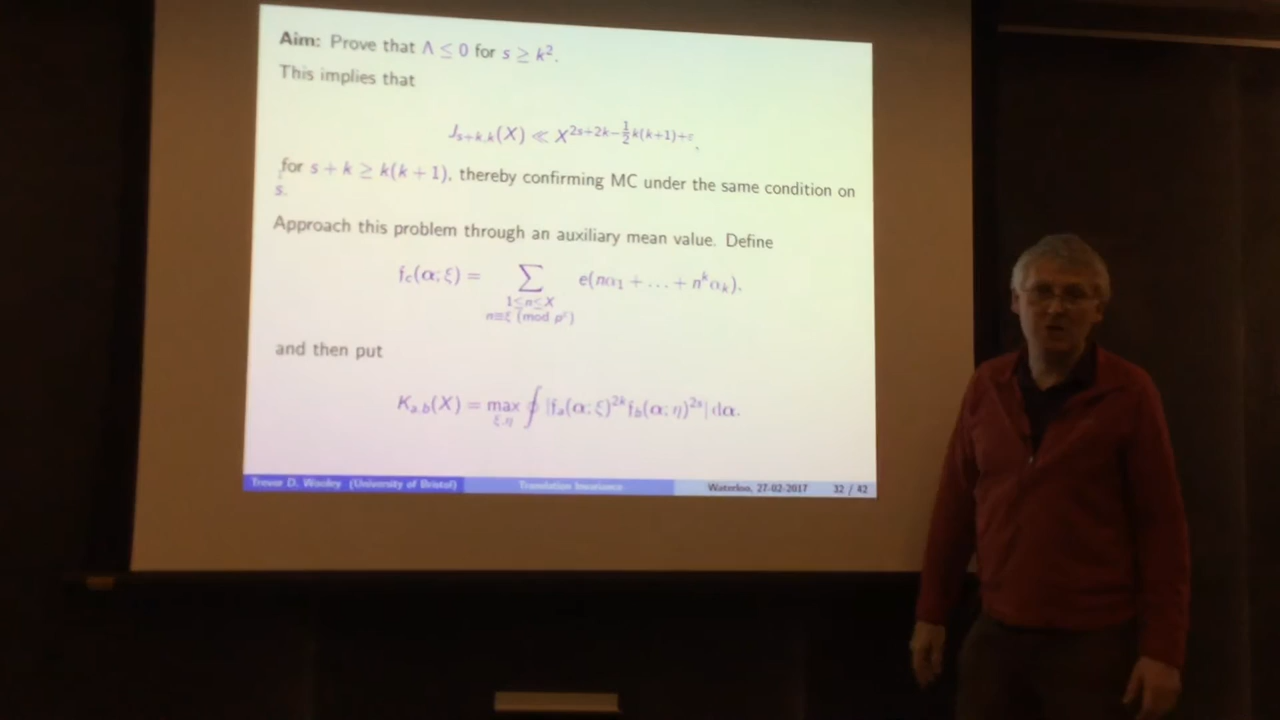 Aim: Prove that Λ ≤ 0 for s ≥ k².
This implies that
J_{s+k,k}(X) ≪ X^{2s+2k−½k(k+1)+ε},
for s + k ≥ k(k + 1), thereby confirming MC under the same condition on
s.
Approach this problem through an auxiliary mean value. Define
f_c(α; ξ) = ∑_{1≤n≤X, n≡ξ (mod p^c)} e(nα₁ + … + n^kα_k),
and then put
K_{a,b}(X) = max_{ξ,η} ∮ |f_a(α; ξ)^{2k} f_b(α; η)^{2s}| dα.
Trevor D. Wooley (University of Bristol) Translation Invariance Waterloo, 27-02-2017 32 / 42